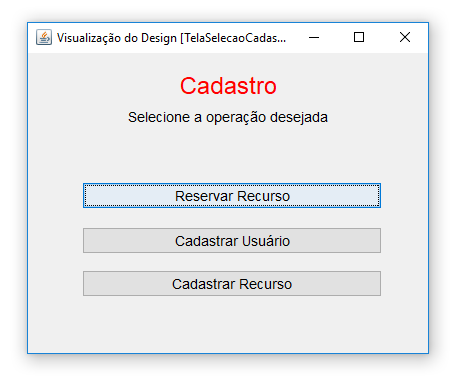 Visualização do Design [TelaSelecaoCadas...
Cadastro
Selecione a operação desejada
Reservar Recurso
Cadastrar Usuário
Cadastrar Recurso